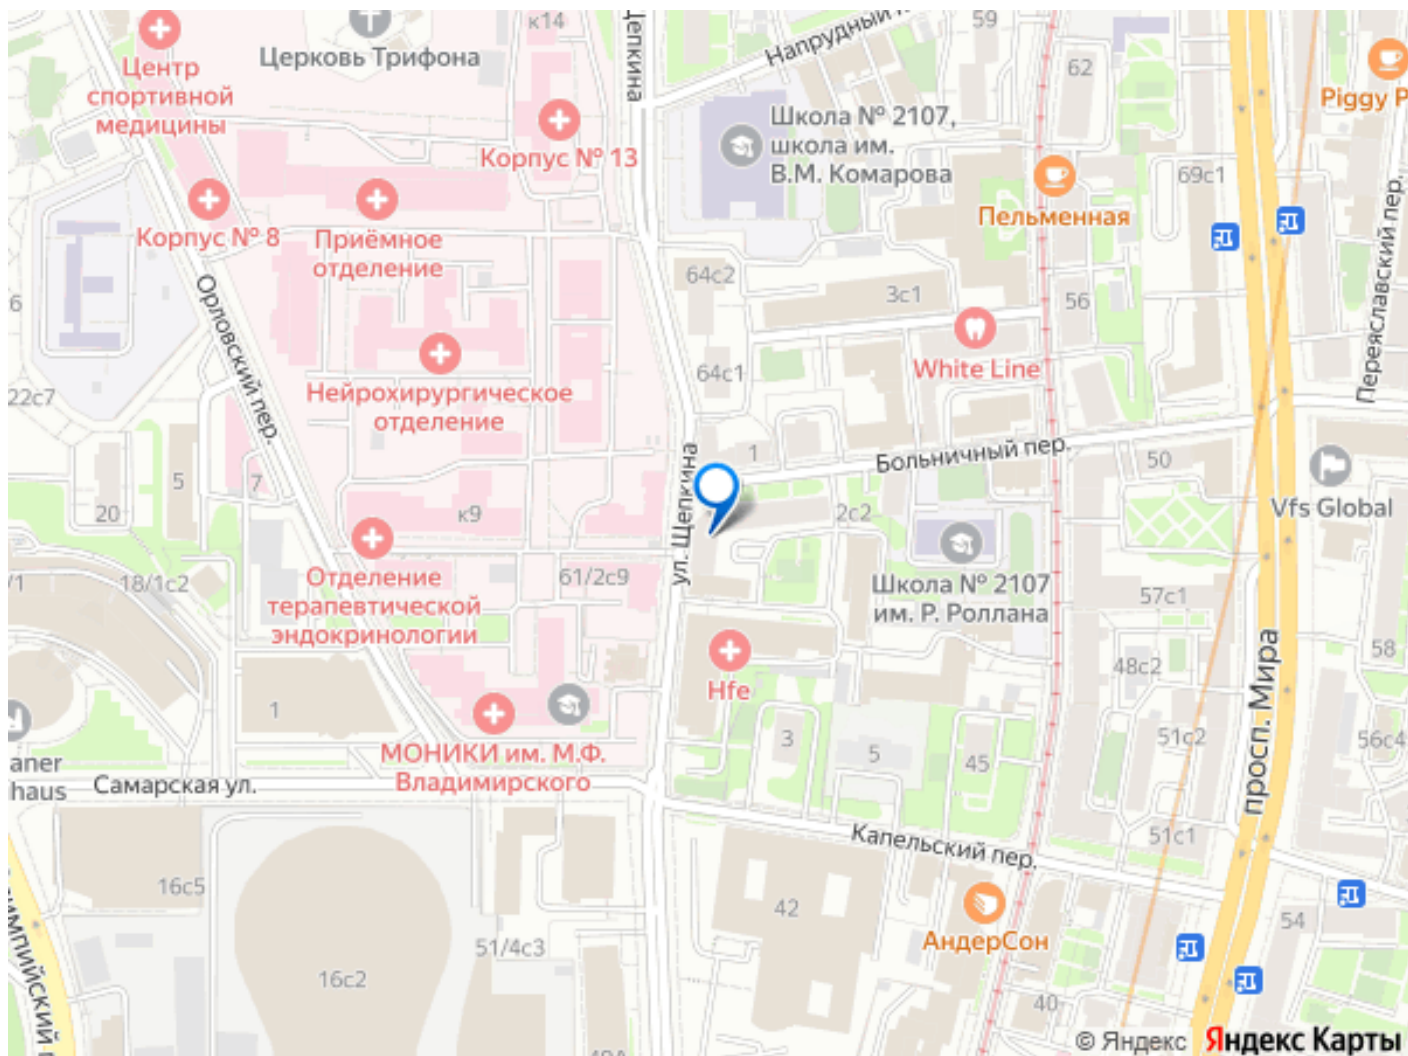 к14
Щепкина
Напрудный
59
Церковь Трифона
Центр
спортивной
медицины
62
Piggy P
Школа № 2107,
школа им.
В.М. Комарова
Корпус № 13
69с1
Пельменная
Переяславский пер.
Корпус № 8
Приёмное
отделение
64с2
3с1
56
6
Орловский пер.
White Line
64с1
Нейрохирургическое
отделение
22с7
ул. Щепкина
1
Больничный пер.
50
5
7
Vfs Global
20
к9
2с2
Школа № 2107
им. Р. Роллана
/1
18/1с2
Отделение
терапевтической
эндокринологии
61/2с9
57с1
58
48с2
Hfe
1
3
5
45
51с2
56с4
просп. Мира
МОНИКИ им. М.Ф.
Владимирского
aner
haus
Самарская ул.
Капельский пер.
51с1
16с5
42
54
АндерСон
51/4с3
16с2
40
импийский
© Яндекс Яндекс Карты